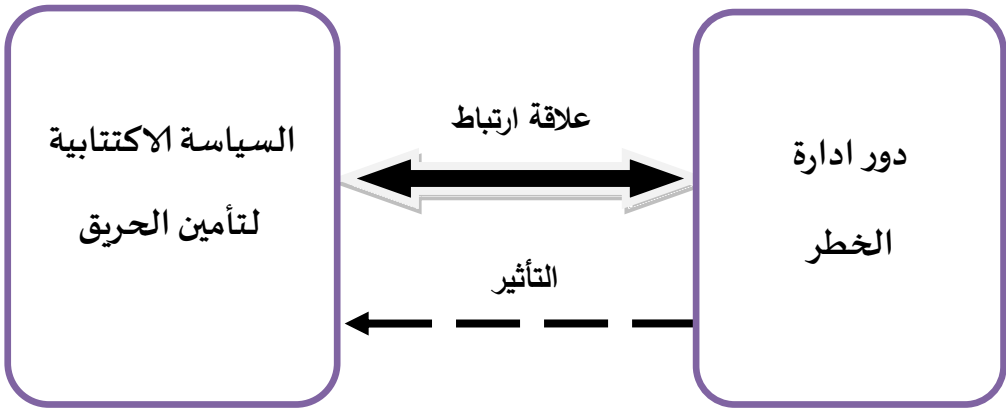 دور ادارة
الخطر
علاقة ارتباط
التأثير
السياسة الاكتتابية
لتأمين الحريق